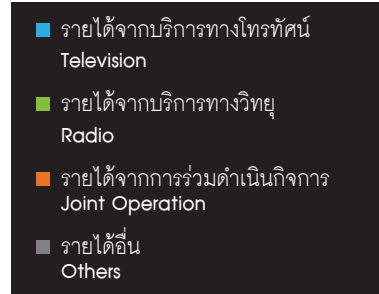 รายได้จากบริการทางโทรทัศน์
Television
รายได้จากบริการทางวิทยุ
Radio
รายได้จากการร่วมดำเนินกิจการ
Joint Operation
รายได้อื่น
Others